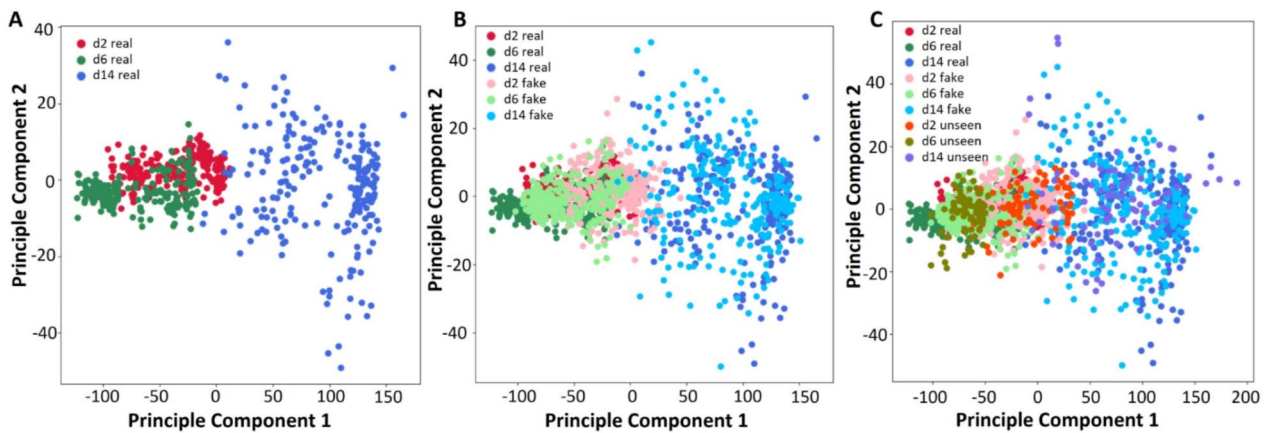 A
40
20
0
-20
-40
Principle Component 2
d2 real
d6 real
d14 real
-100
-50
0
50
100
150
Principle Component 1
B
40
20
0
-20
-40
Principle Component 2
d2 real
d6 real
d14 real
d2 fake
d6 fake
d14 fake
-100
-50
0
50
100
150
Principle Component 1
C
40
20
0
-20
-40
Principle Component 2
d2 real
d6 real
d14 real
d2 fake
d6 fake
d14 fake
d2 unseen
d6 unseen
d14 unseen
-100
-50
0
50
100
150
200
Principle Component 1